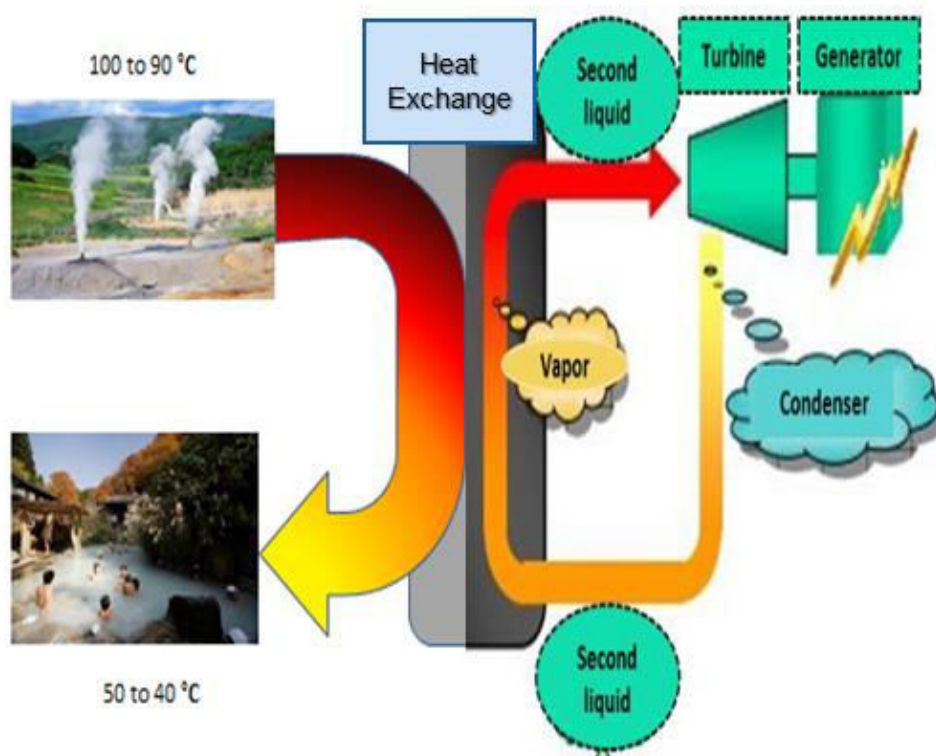 100 to 90 °C
Heat
Exchange
Second
liquid
Turbine
Generator
Vapor
Condenser
50 to 40 °C
Second
liquid